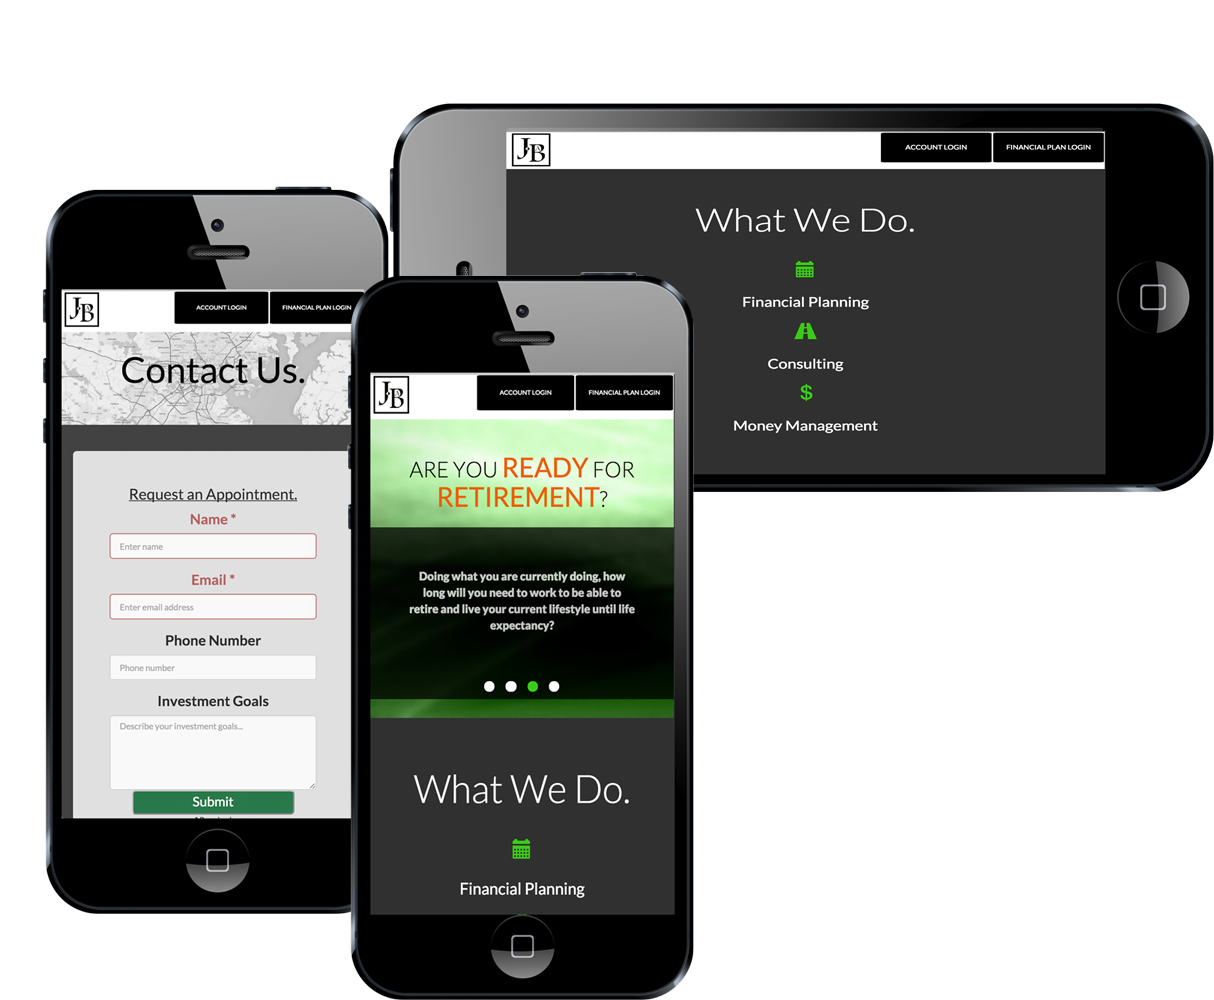 JB
ACCOUNT LOGIN
FINANCIAL PLAN LOGIN
Contact Us.
Request an Appointment.
Name *
Enter name
Email *
Enter email address
Phone Number
Phone number
Investment Goals
Describe your investment goals...
Submit
JB
ACCOUNT LOGIN
FINANCIAL PLAN LOGIN
ARE YOU READY FOR
RETIREMENT?
Doing what you are currently doing, how
long will you need to work to be able to
retire and live your current lifestyle until life
expectancy?
What We Do.
Financial Planning
JB
ACCOUNT LOGIN
FINANCIAL PLAN LOGIN
What We Do.
Financial Planning
Consulting
$
Money Management